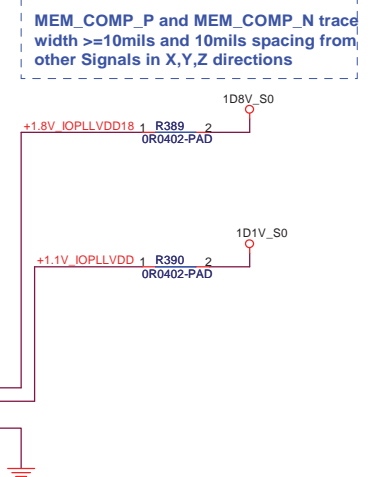 MEM_COMP_P and MEM_COMP_N trace
width >=10mils and 10mils spacing from
other Signals in X,Y,Z directions
1D8V_S0
+1.8V_IOPLLVDD18 1 R389 2
0R0402-PAD
1D1V_S0
+1.1V_IOPLLVDD 1 R390 2
0R0402-PAD